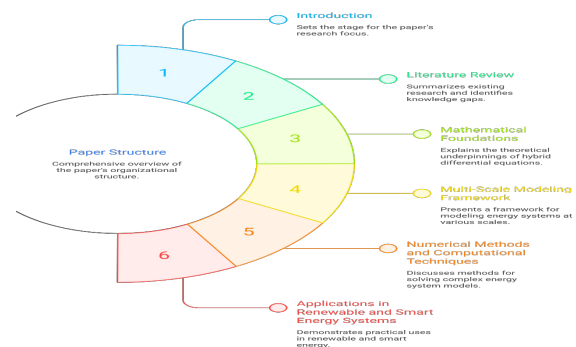 Introduction
Sets the stage for the paper's
research focus.
1
Literature Review
Summarizes existing
research and identifies
knowledge gaps.
2
Mathematical
Foundations
Explains the theoretical
underpinnings of hybrid
differential equations.
3
Paper Structure
Comprehensive overview of
the paper's organizational
structure.
Multi-Scale Modeling
Framework
Presents a framework for
modeling energy systems at
various scales.
4
Numerical Methods
and Computational
Techniques
Discusses methods for
solving complex energy
system models.
5
Applications in
Renewable and Smart
Energy Systems
Demonstrates practical uses
in renewable and smart
energy.
6